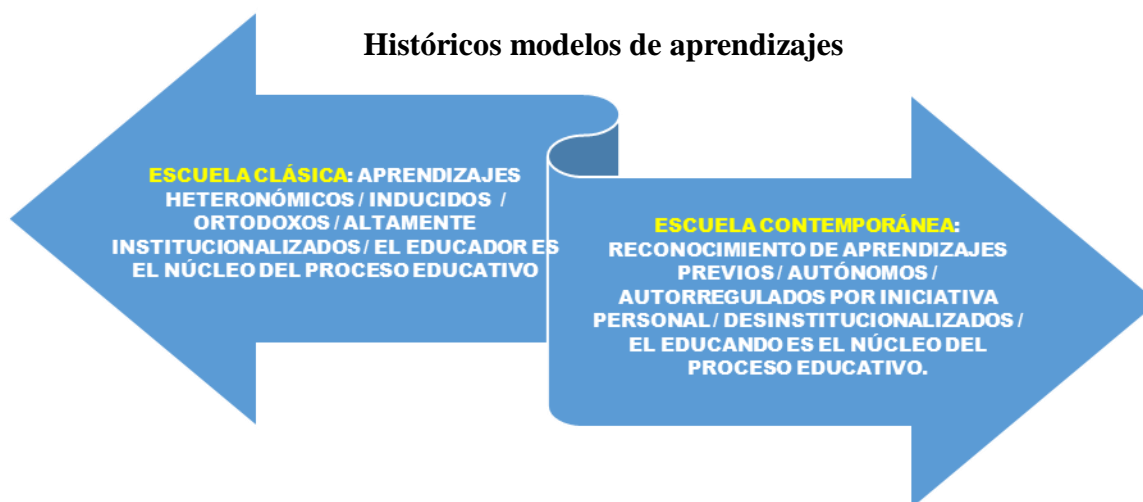 Históricos modelos de aprendizajes
ESCUELA CLÁSICA: APRENDIZAJES
HETERONÓMICOS / INDUCIDOS /
ORTODOXOS / ALTAMENTE
INSTITUCIONALIZADOS / EL EDUCADOR ES
EL NÚCLEO DEL PROCESO EDUCATIVO
ESCUELA CONTEMPORÁNEA:
RECONOCIMIENTO DE APRENDIZAJES
PREVIOS / AUTÓNOMOS /
AUTORREGULADOS POR INICIATIVA
PERSONAL / DESINSTITUCIONALIZADOS /
EL EDUCANDO ES EL NÚCLEO DEL
PROCESO EDUCATIVO.